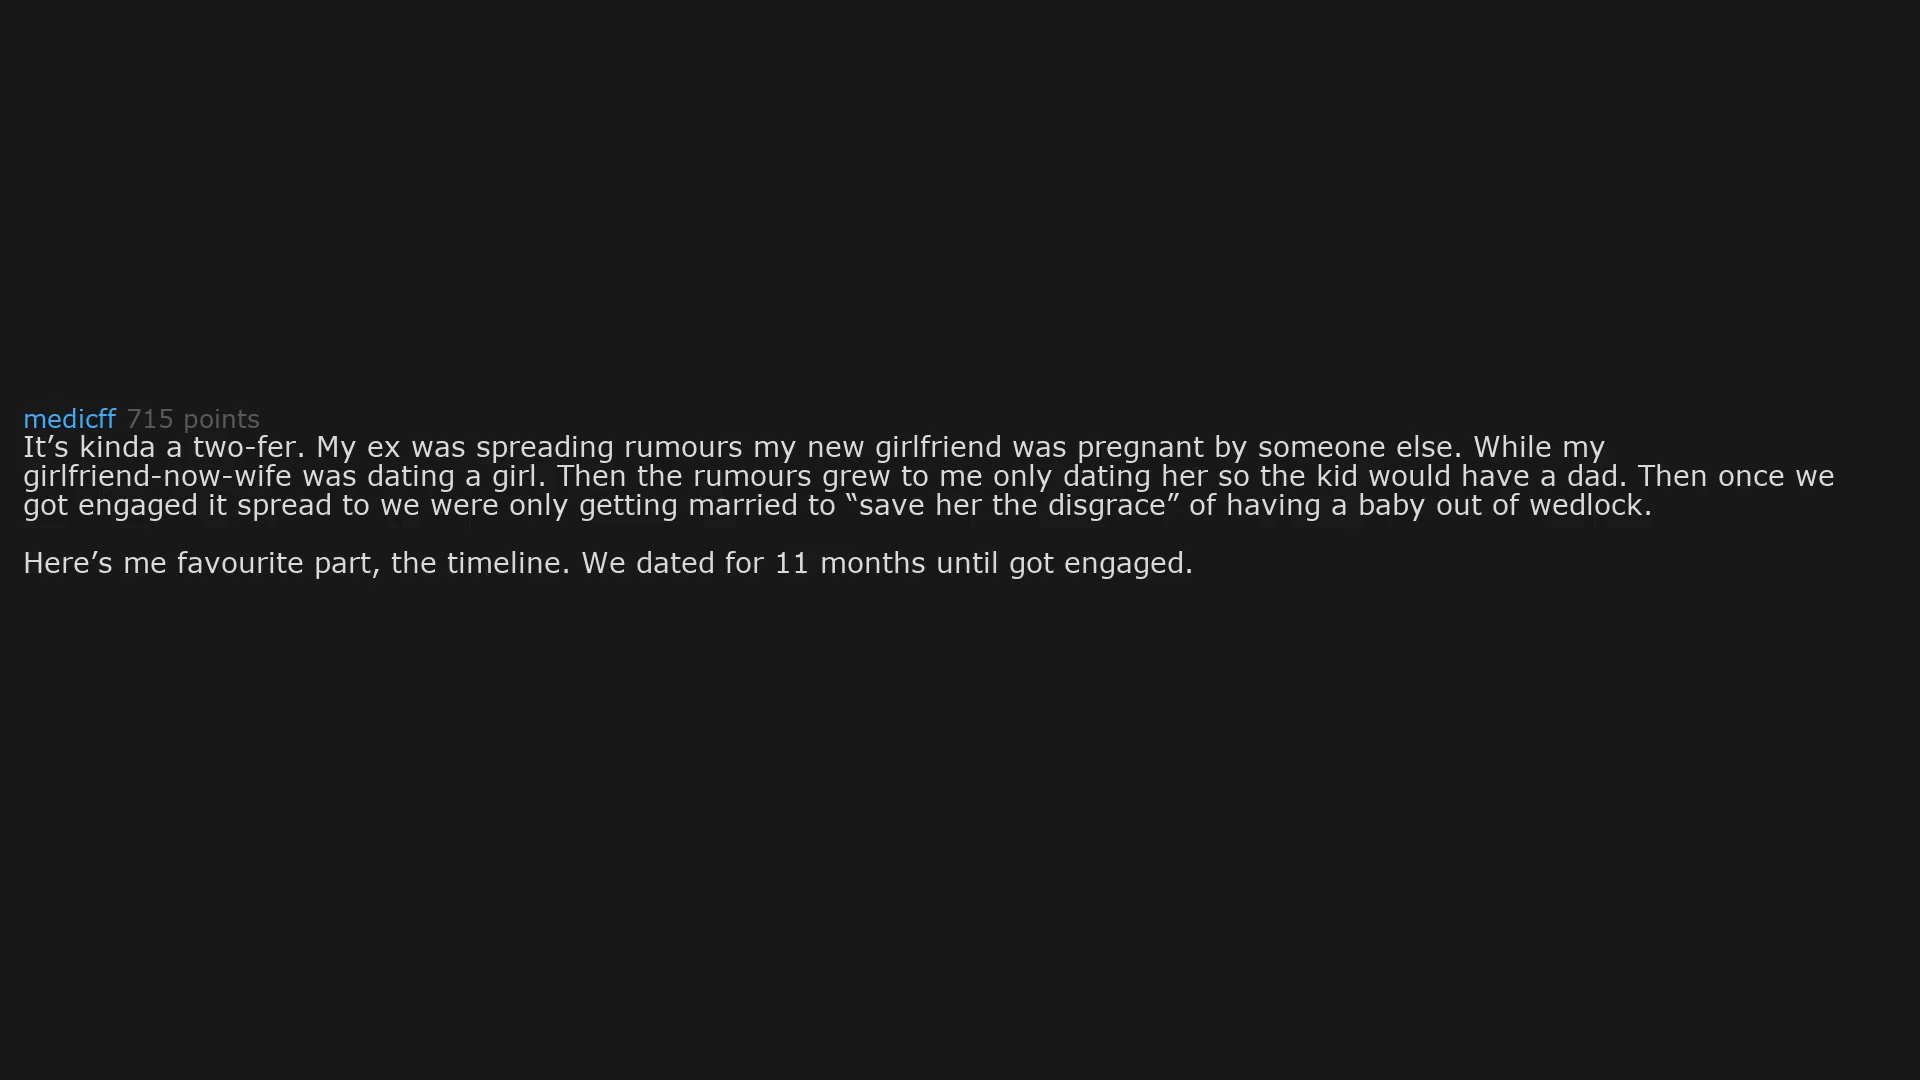 medicff 715 points
It’s kinda a two-fer. My ex was spreading rumours my new girlfriend was pregnant by someone else. While my
girlfriend-now-wife was dating a girl. Then the rumours grew to me only dating her so the kid would have a dad. Then once we
got engaged it spread to we were only getting married to “save her the disgrace” of having a baby out of wedlock.
Here’s me favourite part, the timeline. We dated for 11 months until got engaged.